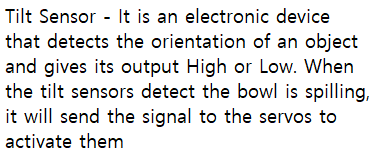 Tilt Sensor - It is an electronic device
that detects the orientation of an object
and gives its output High or Low. When
the tilt sensors detect the bowl is spilling,
it will send the signal to the servos to
activate them